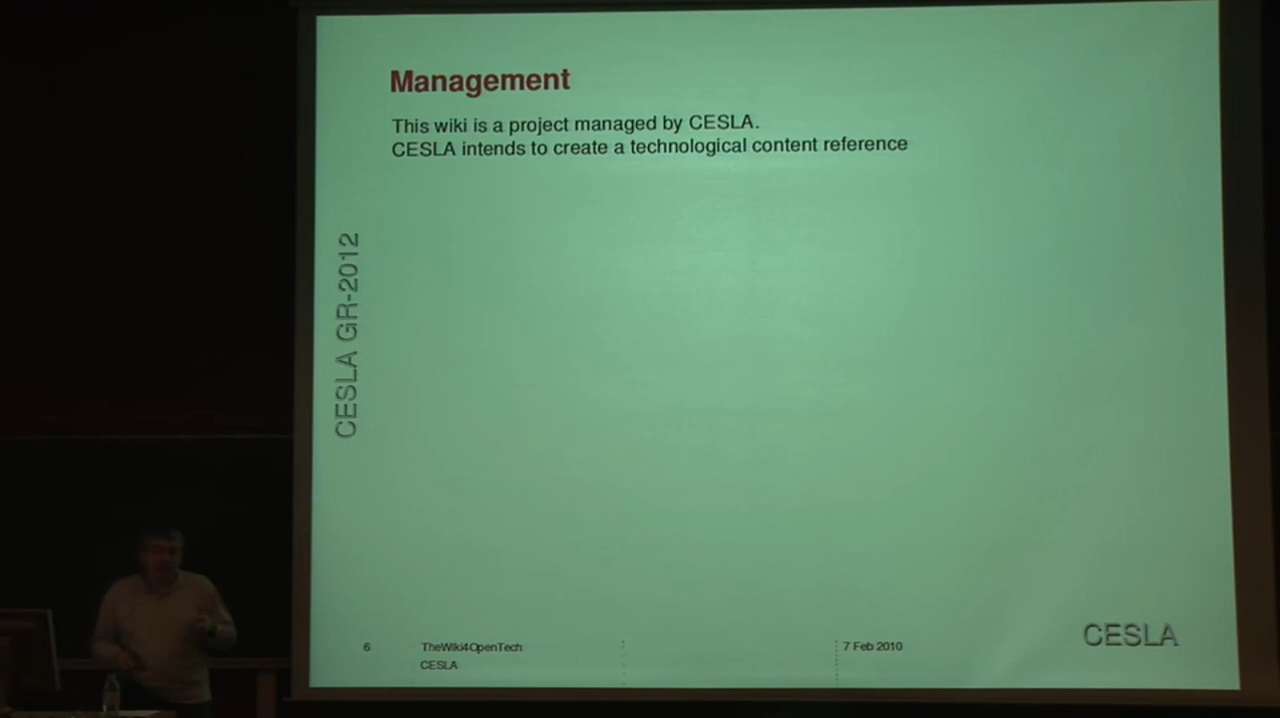 Management
This wiki is a project managed by CESLA.
CESLA intends to create a technological content reference
CESLA GR-2012
6
TheWiki4OpenTech
CESLA
7 Feb 2010
CESLA